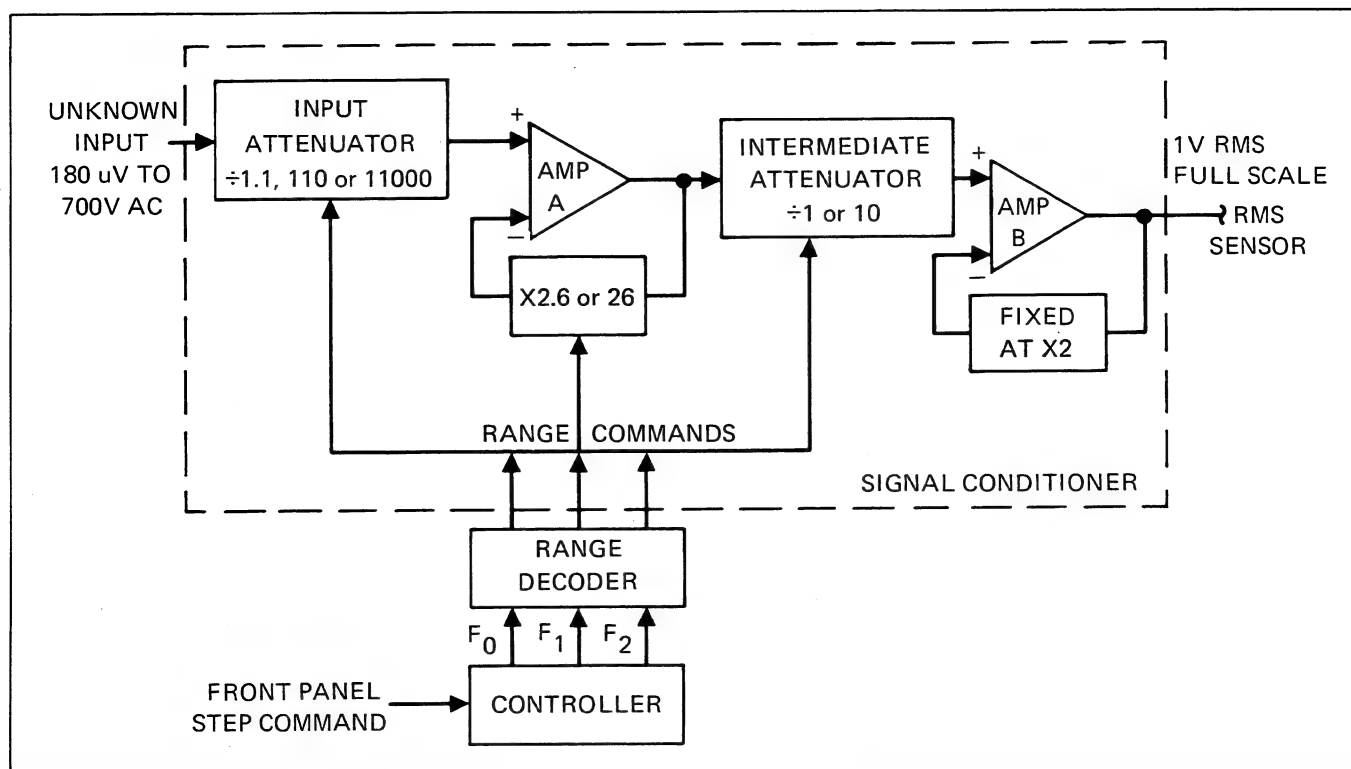 UNKNOWN
INPUT
180 uV TO
700V AC
INPUT
ATTENUATOR
÷1.1, 110 or 11000
+
−
AMP
A
X2.6 or 26
INTERMEDIATE
ATTENUATOR
÷1 or 10
+
−
AMP
B
FIXED
AT X2
1V RMS
FULL SCALE
RMS
SENSOR
RANGE COMMANDS
SIGNAL CONDITIONER
RANGE
DECODER
F0 F1 F2
FRONT PANEL
STEP COMMAND
CONTROLLER